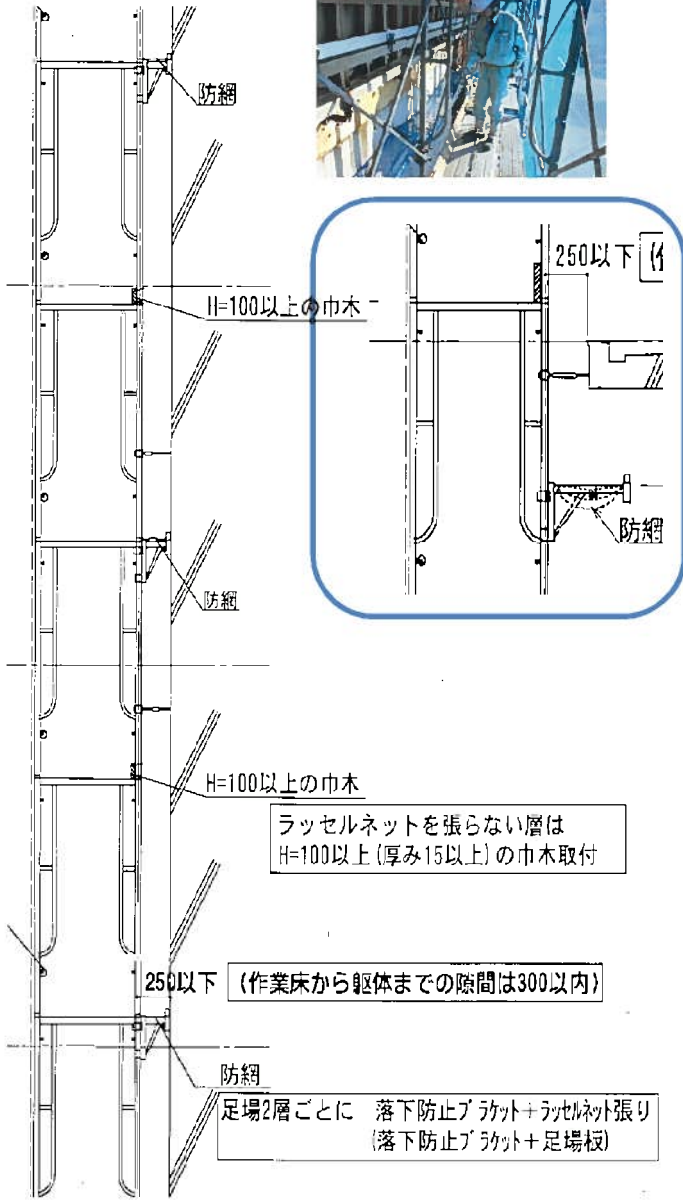 防網
H=100以上の巾木
250以下
防網
防網
H=100以上の巾木
ラッセルネットを張らない層は
H=100以上(厚み15以上)の巾木取付
250以下 (作業床から躯体までの隙間は300以内)
防網
足場2層ごとに 落下防止ブラケット+ラッセルネット張り
(落下防止ブラケット+足場板)